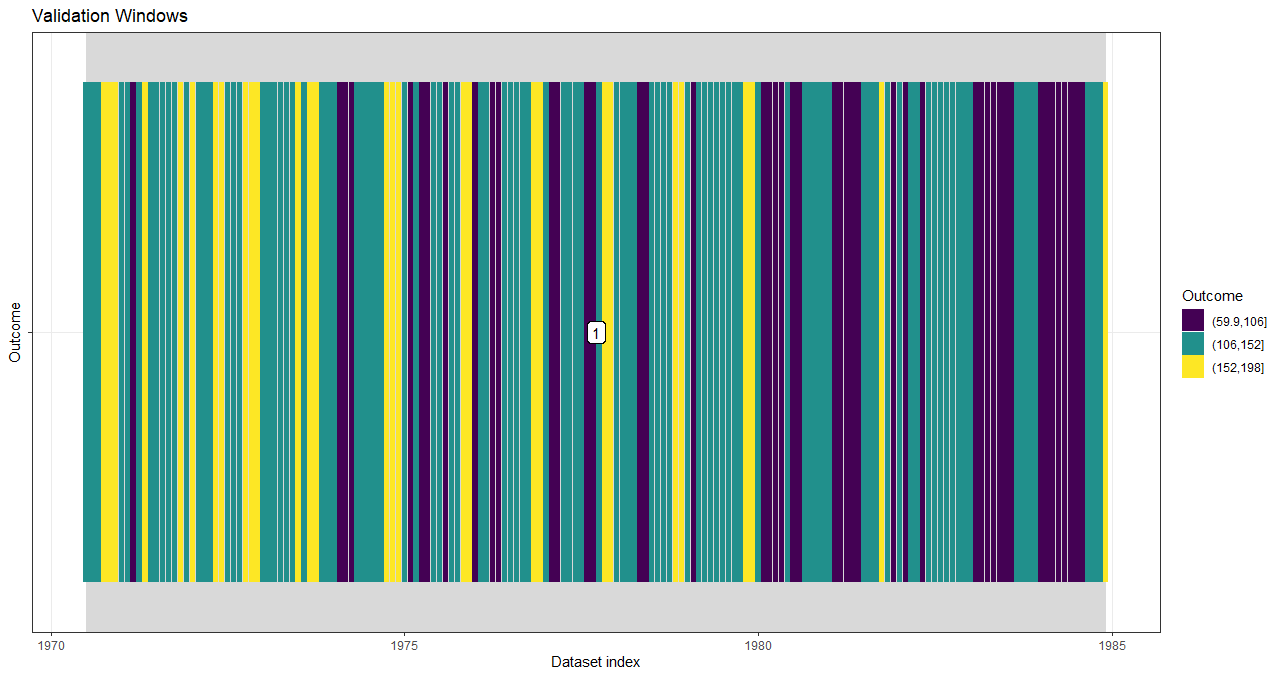 Validation Windows
Outcome
1
1970
1975
1980
1985
Dataset index
Outcome
(59.9,106]
(106,152]
(152,198]